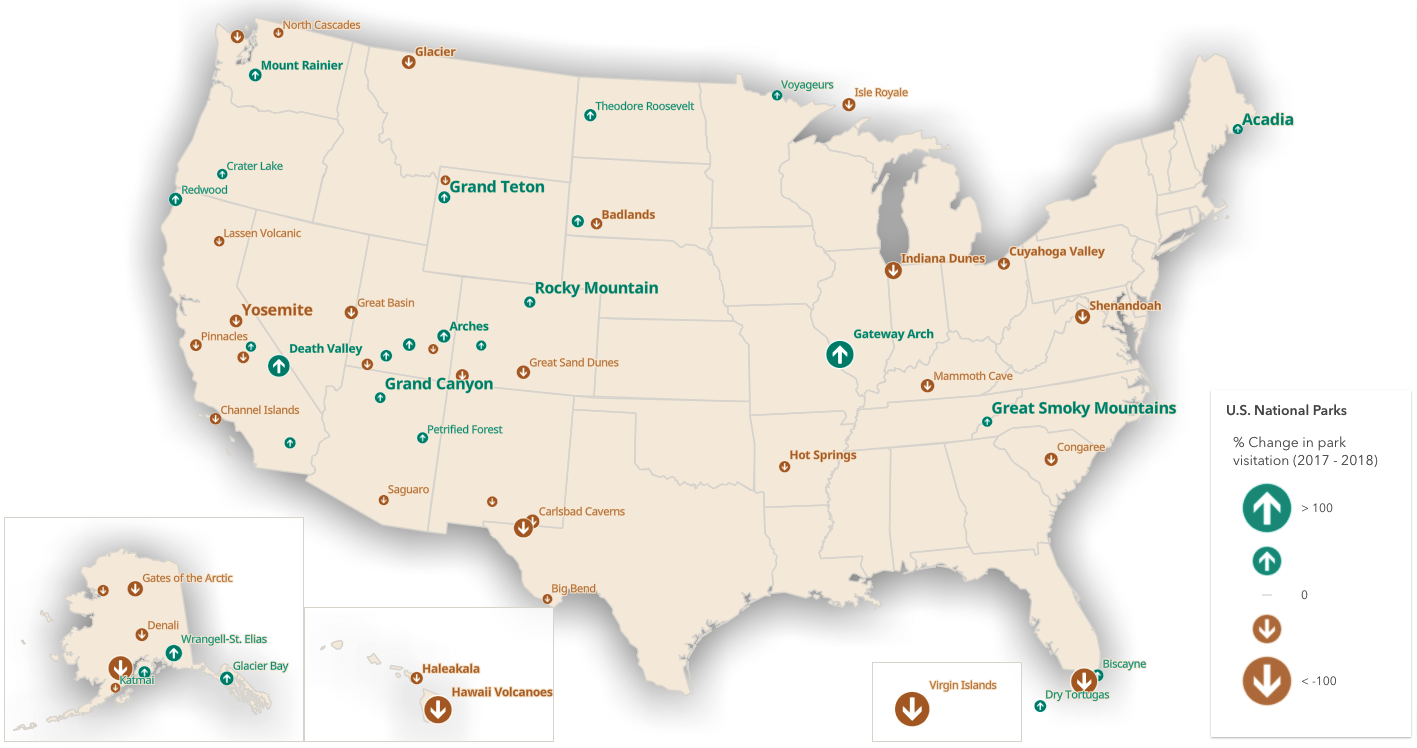 North Cascades
Glacier
Mount Rainier
Voyageurs
Isle Royale
Theodore Roosevelt
Acadia
Crater Lake
Redwood
Grand Teton
Badlands
Lassen Volcanic
Indiana Dunes
Cuyahoga Valley
Rocky Mountain
Yosemite
Great Basin
Shenandoah
Pinnacles
Arches
Death Valley
Gateway Arch
Great Sand Dunes
Mammoth Cave
Grand Canyon
Channel Islands
Great Smoky Mountains
Petrified Forest
Hot Springs
Congaree
Saguaro
Carlsbad Caverns
Big Bend
Gates of the Arctic
Denali
Wrangell-St. Elias
Glacier Bay
Katmai
Haleakala
Hawaii Volcanoes
Virgin Islands
Biscayne
Dry Tortugas
U.S. National Parks
% Change in park
visitation (2017 - 2018)
> 100
0
< -100